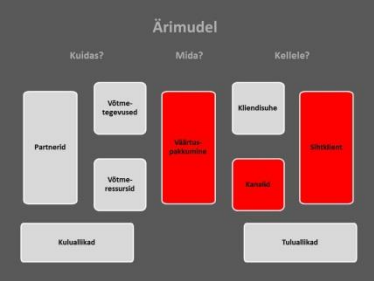 Ärimudel
Kuidas?
Mida?
Kellele?
Partnerid
Võtme-
tegevused
Võtme-
ressursid
Väärtus-
pakkumine
Kliendisuhe
Kanalid
Sihtklient
Kuluallikad
Tuluallikad